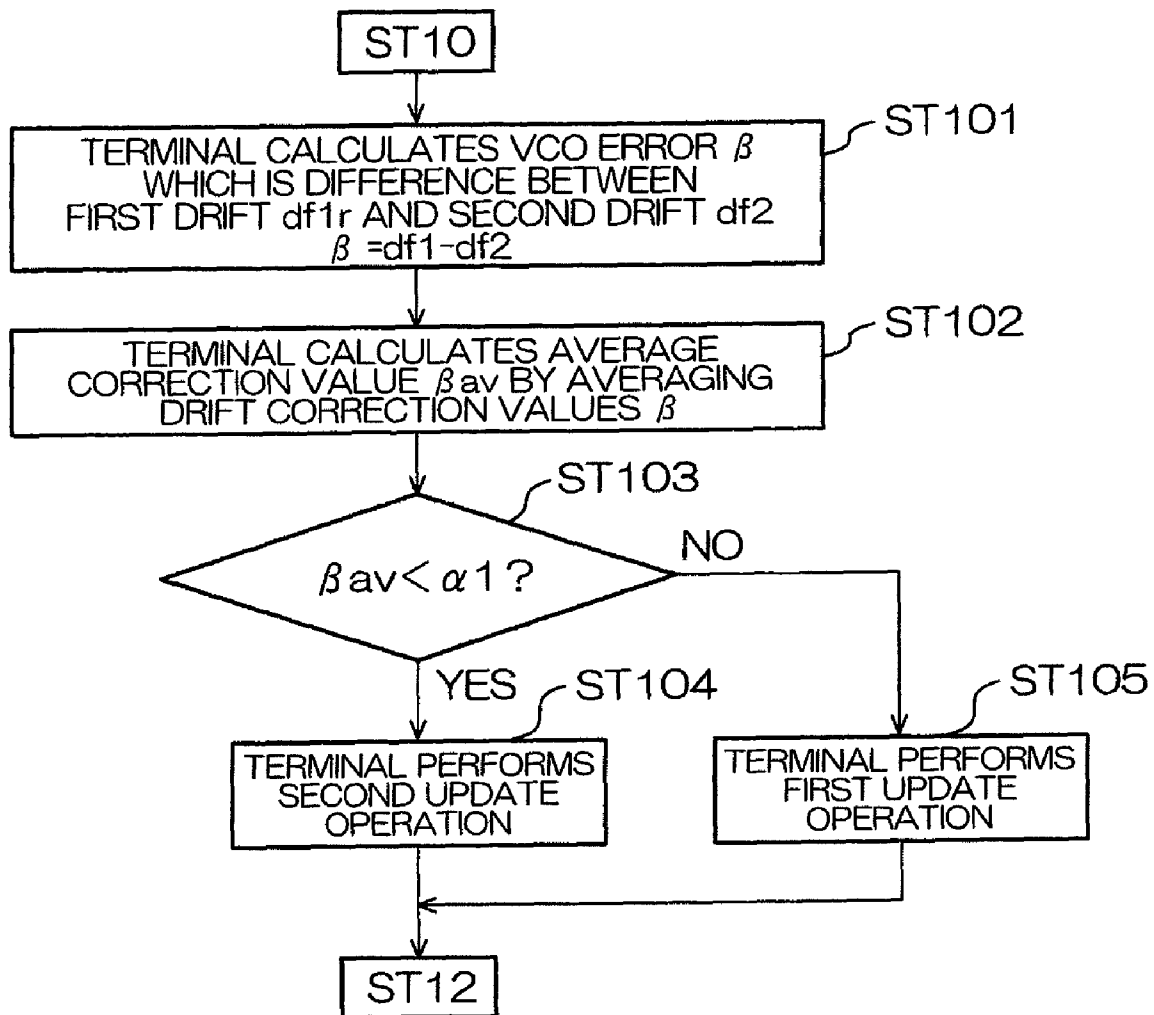 ST10
ST101
TERMINAL CALCULATES VCO ERROR β
WHICH IS DIFFERENCE BETWEEN
FIRST DRIFT df1r AND SECOND DRIFT df2
β =df1-df2
ST102
TERMINAL CALCULATES AVERAGE
CORRECTION VALUE βav BY AVERAGING
DRIFT CORRECTION VALUES β
ST103
βav< α1?
NO
YES
ST104
ST105
TERMINAL PERFORMS
SECOND UPDATE
OPERATION
TERMINAL PERFORMS
FIRST UPDATE
OPERATION
ST12